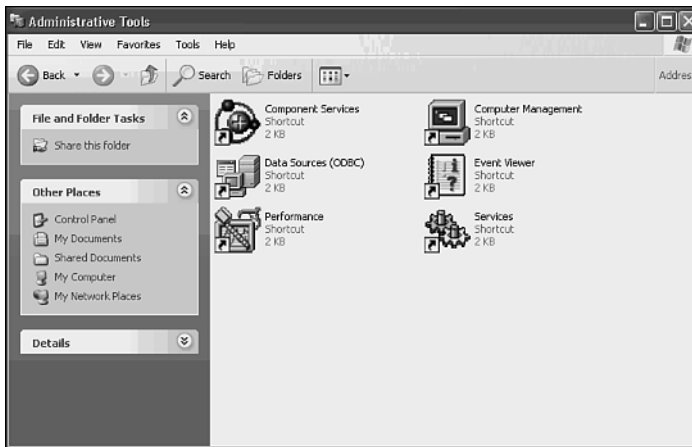 Administrative Tools
File Edit View Favorites Tools Help
Back Search Folders Addres
File and Folder Tasks
Share this folder
Other Places
Control Panel
My Documents
Shared Documents
My Computer
My Network Places
Details
Component Services
Shortcut
2 KB
Computer Management
Shortcut
2 KB
Data Sources (ODBC)
Shortcut
2 KB
Event Viewer
Shortcut
2 KB
Performance
Shortcut
2 KB
Services
Shortcut
2 KB